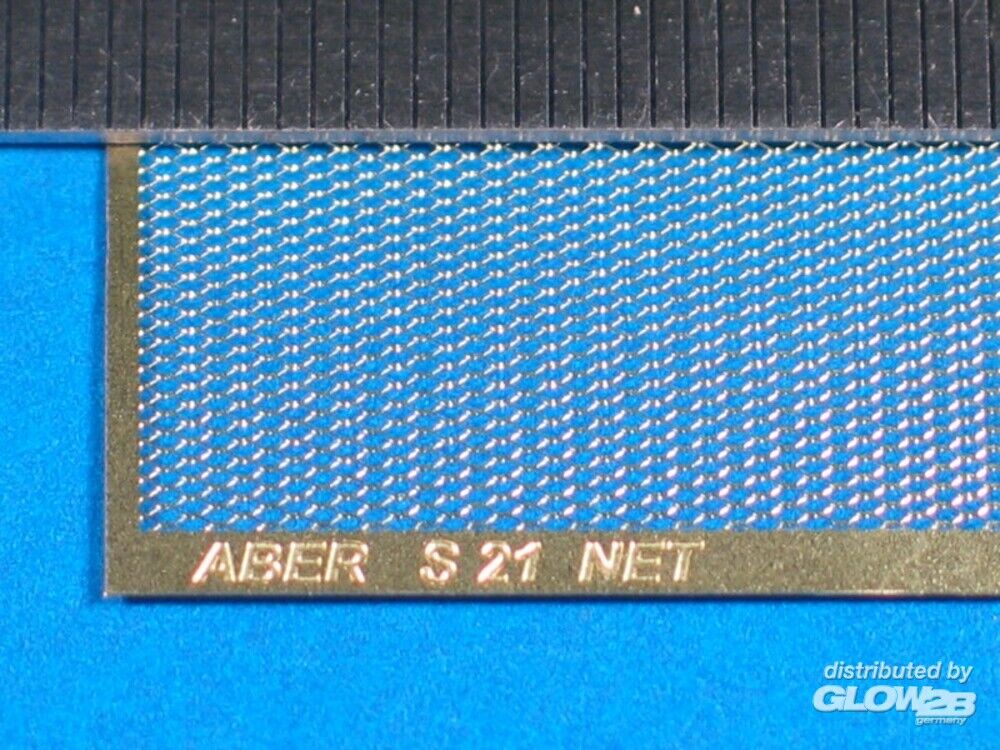 ABER S 21 NET
distributed by
GLOW2B
germany